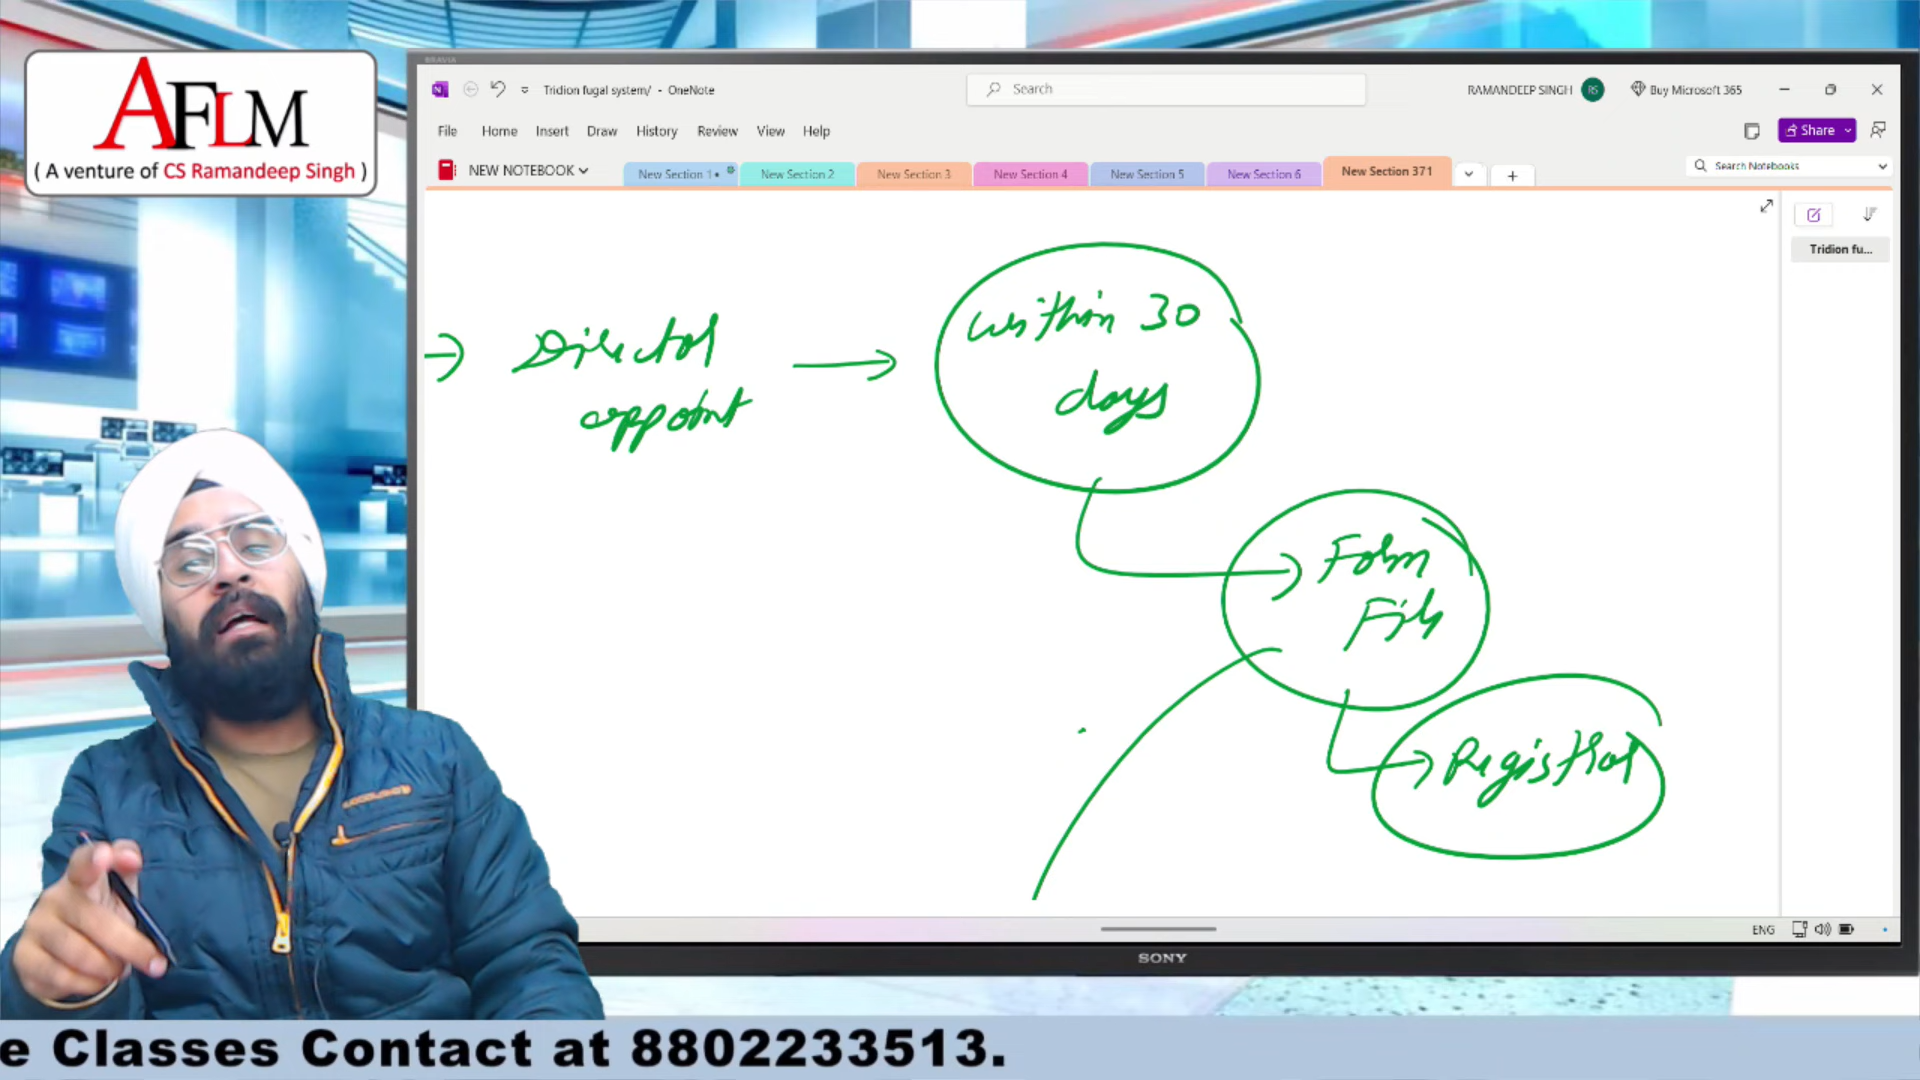 AFLM
( A venture of CS Ramandeep Singh )
BRAVIA
Tridion fugal system/ - OneNote
Search
RAMANDEEP SINGH
RS
Buy Microsoft 365
File
Home
Insert
Draw
History
Review
View
Help
Share
NEW NOTEBOOK
New Section 1
New Section 2
New Section 3
New Section 4
New Section 5
New Section 6
New Section 371
Search Notebooks
Tridion fu...
Director
appoint
within 30
days
Form
File
Registrar
ENG
SONY
e Classes Contact at 8802233513.